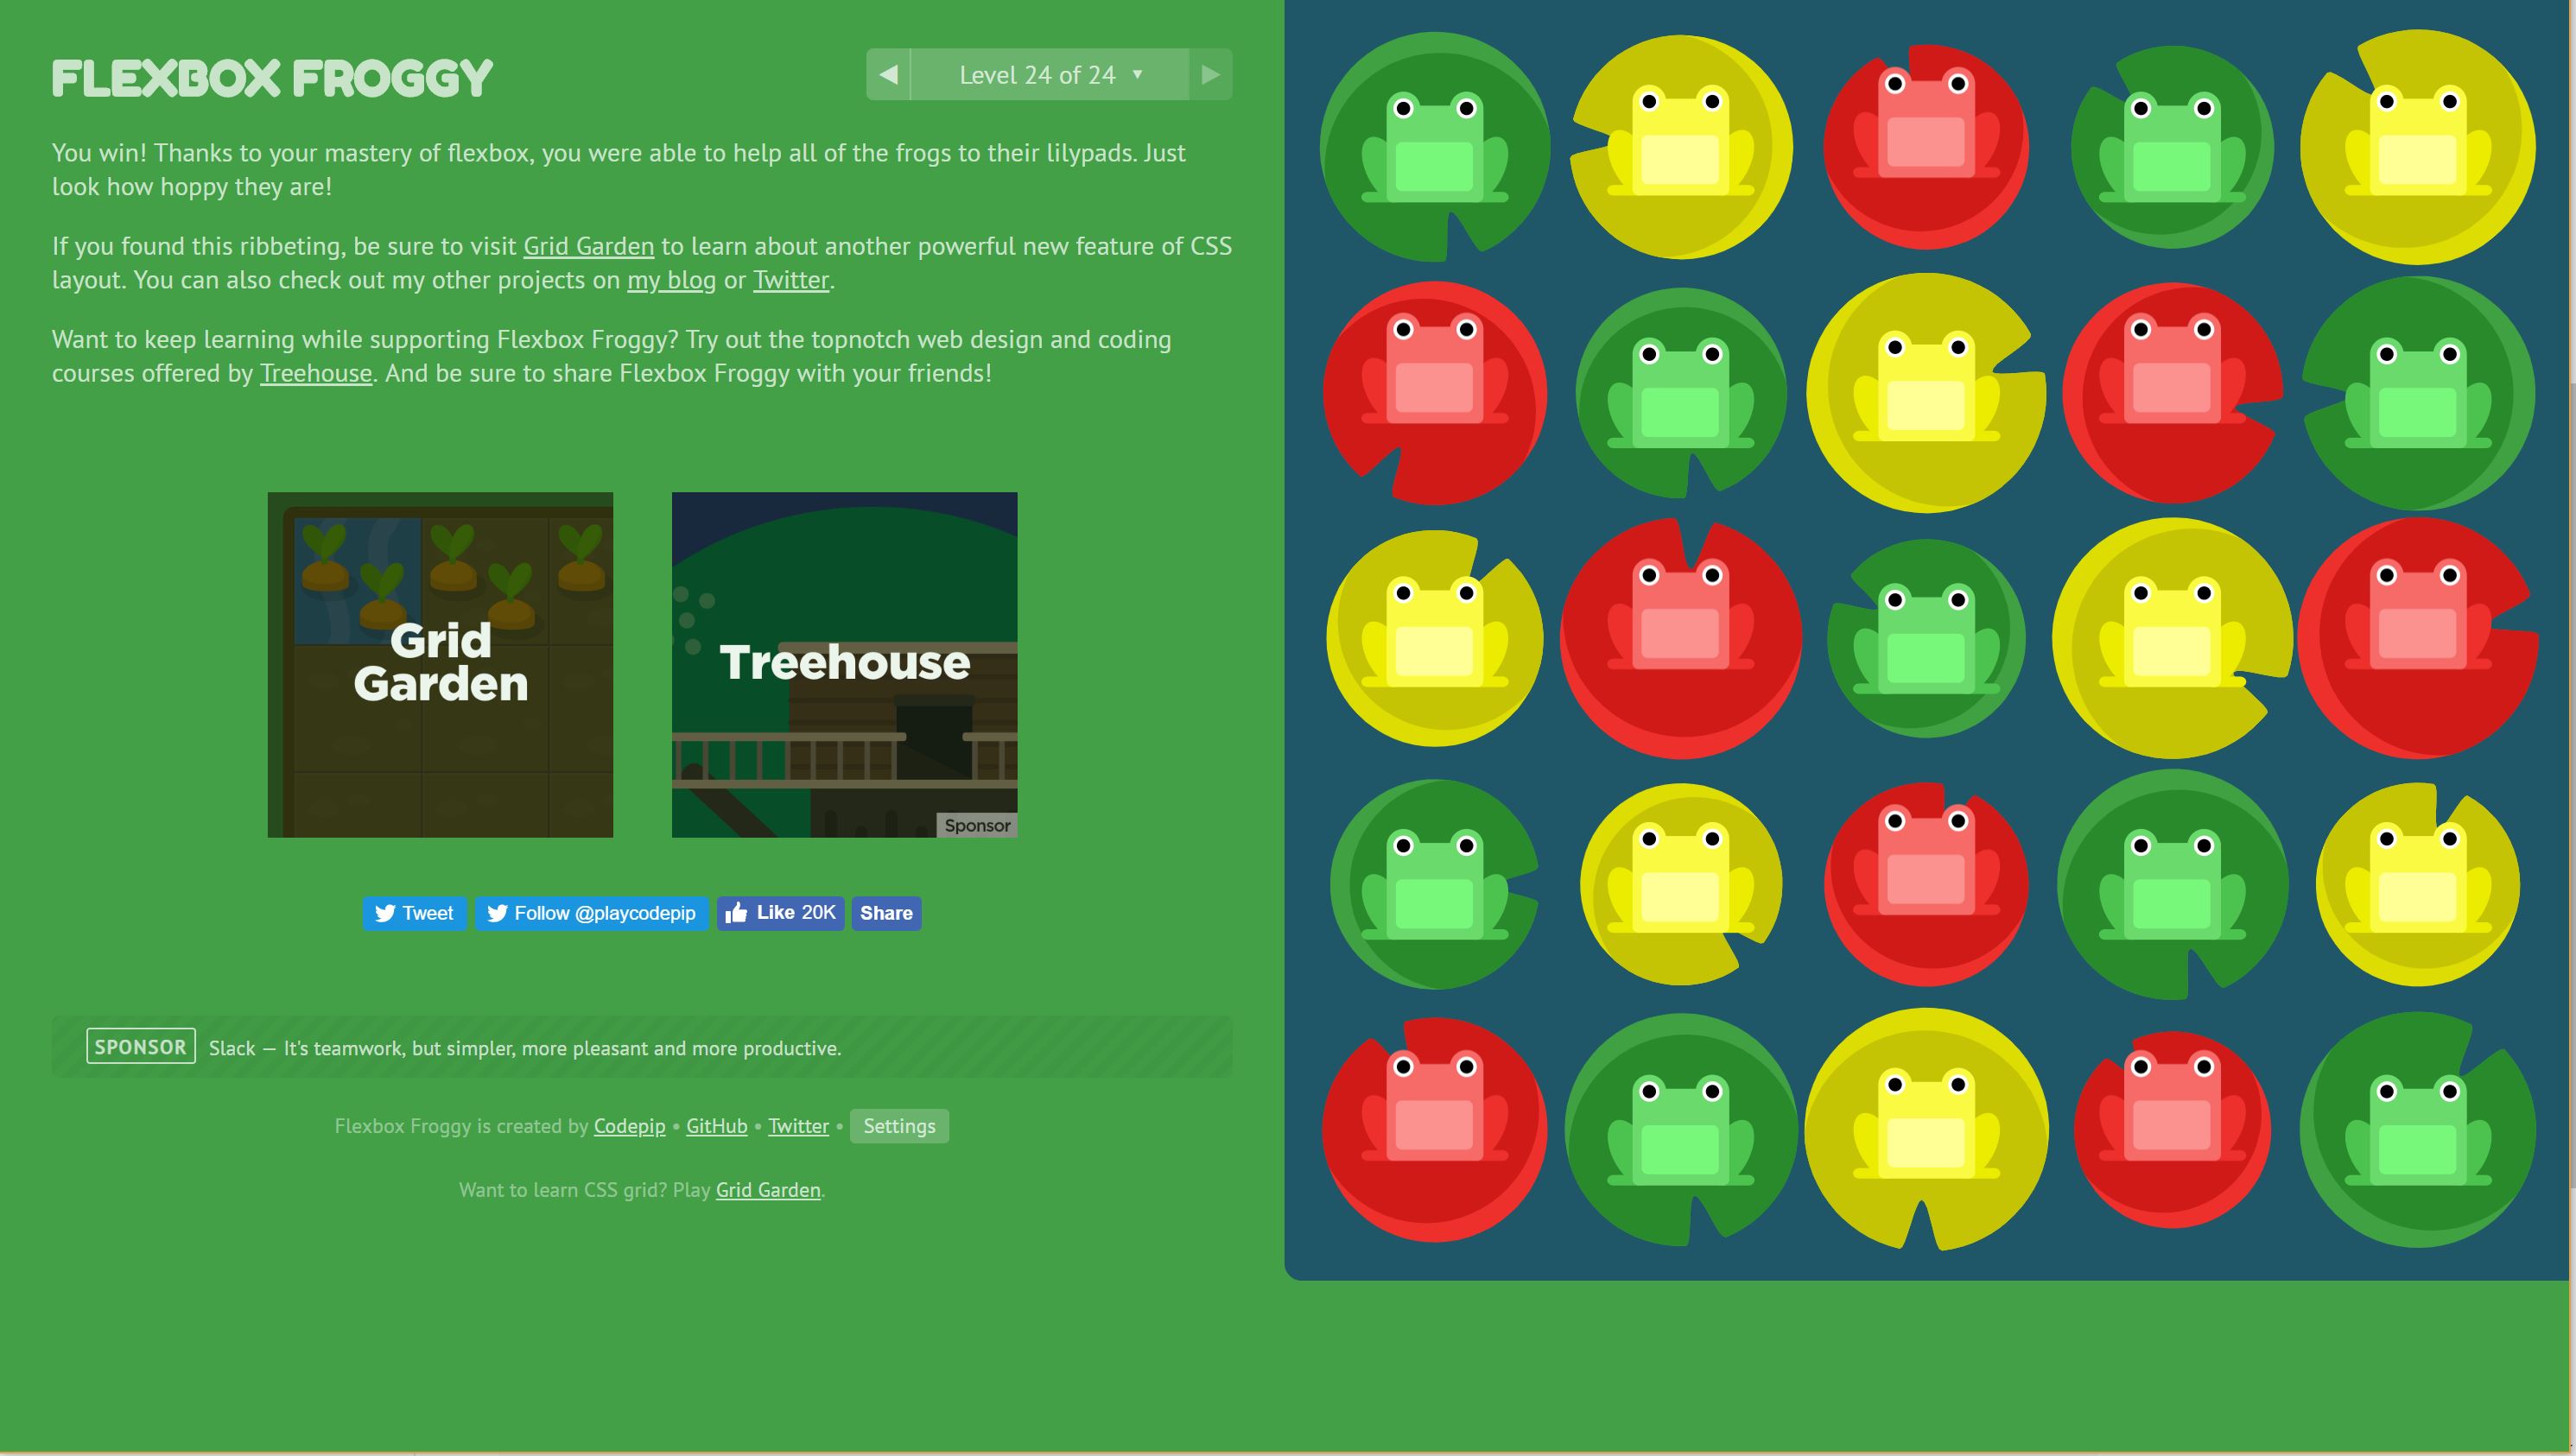 FLEXBOX FROGGY
Level 24 of 24
You win! Thanks to your mastery of flexbox, you were able to help all of the frogs to their lilypads. Just
look how hoppy they are!
If you found this ribbeting, be sure to visit Grid Garden to learn about another powerful new feature of CSS
layout. You can also check out my other projects on my blog or Twitter.
Want to keep learning while supporting Flexbox Froggy? Try out the topnotch web design and coding
courses offered by Treehouse. And be sure to share Flexbox Froggy with your friends!
Grid
Garden
Treehouse
Sponsor
Tweet Follow @playcodepip Like 20K Share
SPONSOR Slack — It's teamwork, but simpler, more pleasant and more productive.
Flexbox Froggy is created by Codepip • GitHub • Twitter • Settings
Want to learn CSS grid? Play Grid Garden.